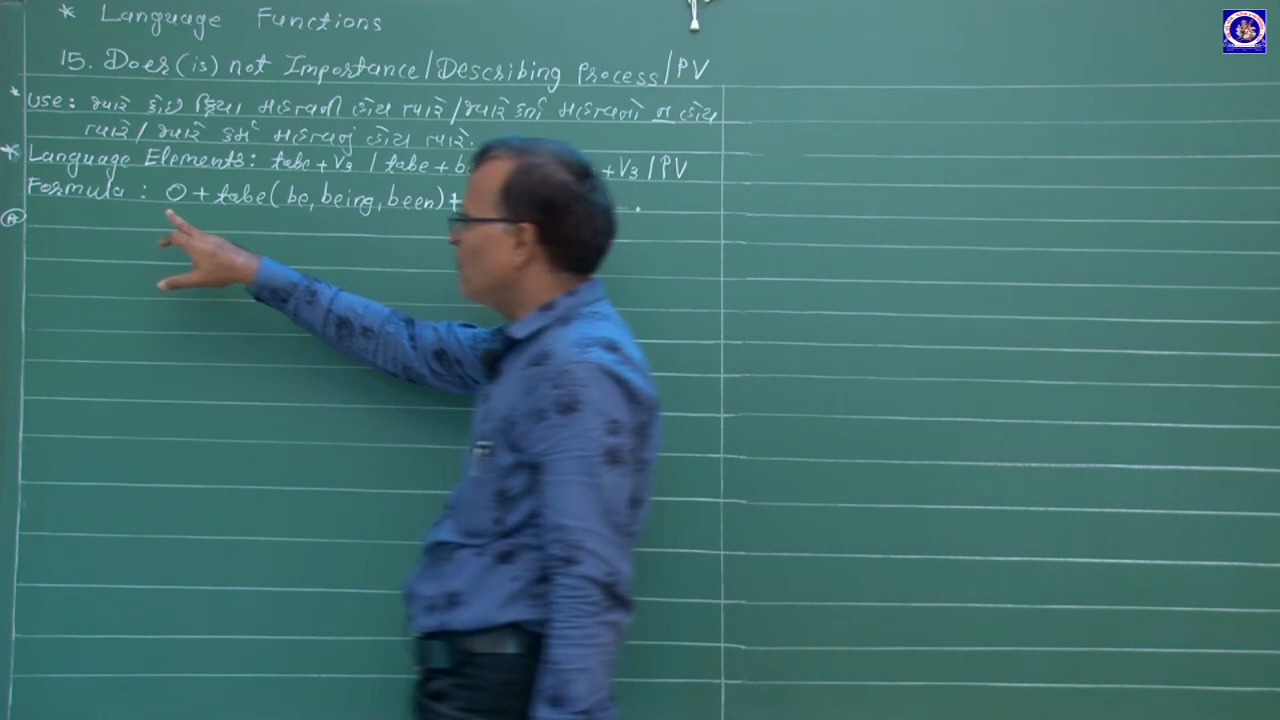 * Language Functions
15. Doer(is) not Importance/Describing Process/PV
* Use: જ્યારે કોઇ ક્રિયા મહત્વની હોય ત્યારે/જ્યારે કર્તા મહત્વનો ન હોય
ત્યારે/ જ્યારે કર્મ મહત્વનું હોય ત્યારે.
* Language Elements: tobe+V3 / tobe+b +V3/PV
Formula: O + tobe(be, being, been)+ .
(A)